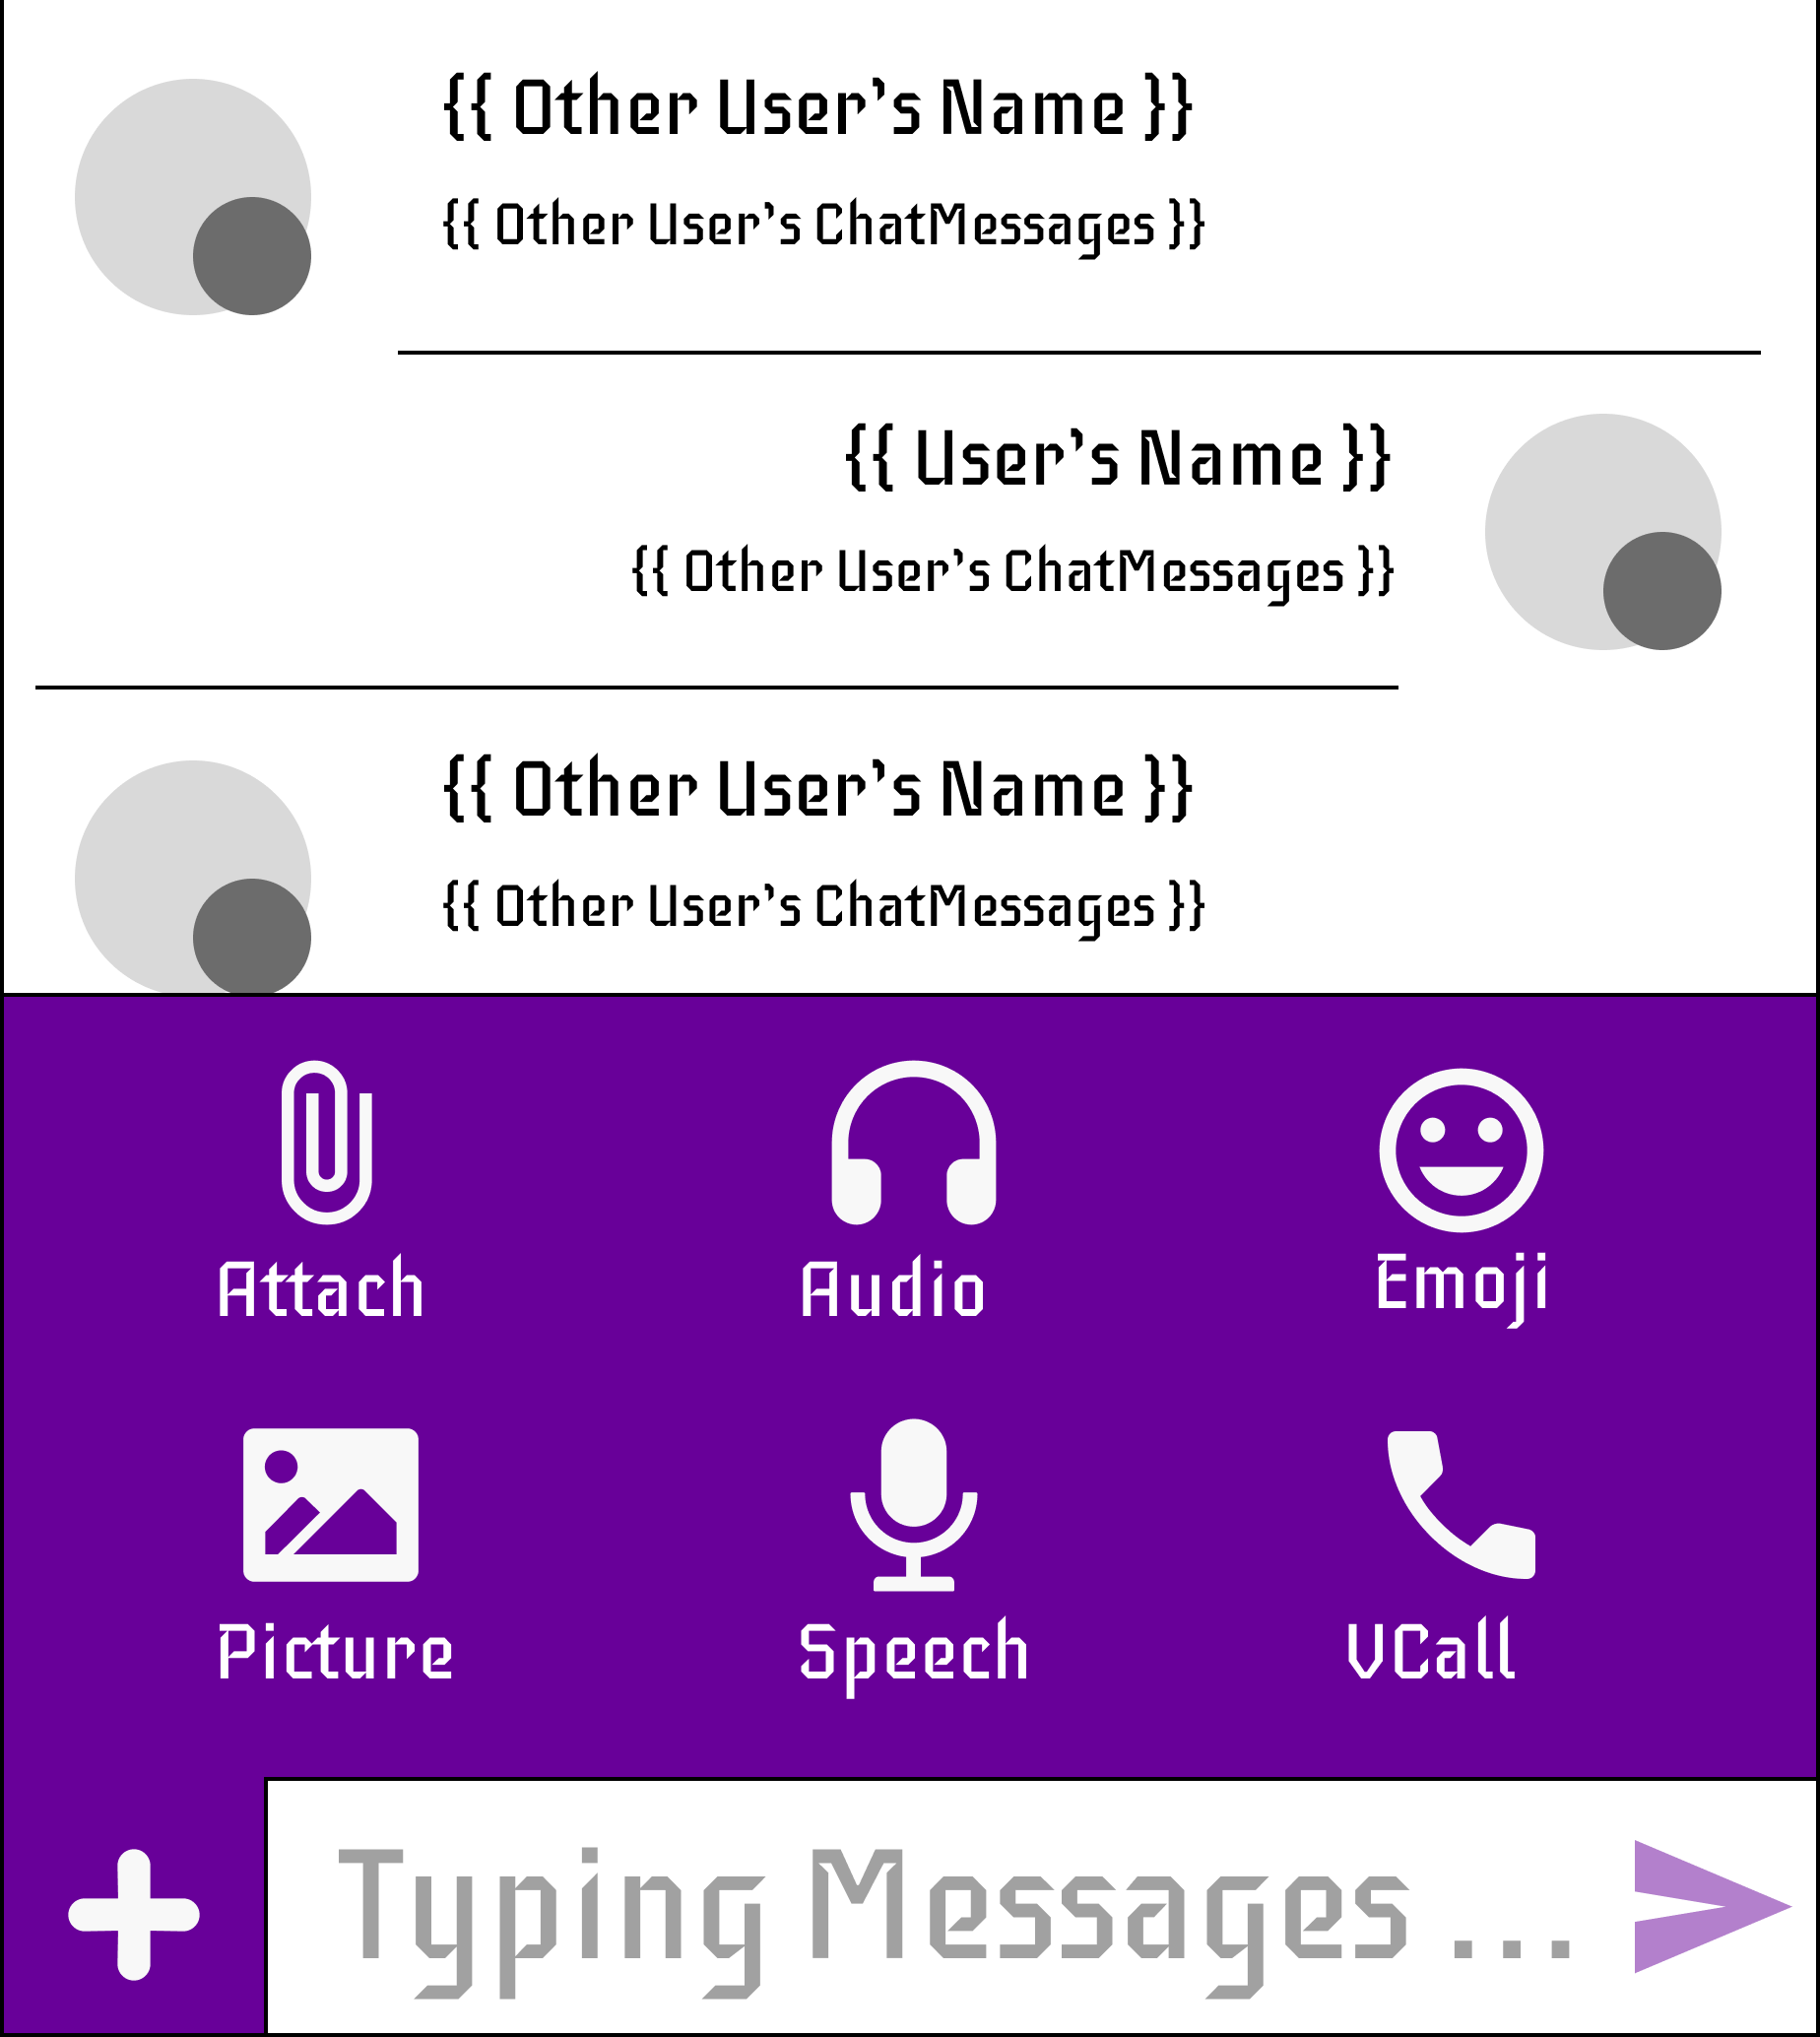 {{ Other User's Name }}
{{ Other User's ChatMessages }}
{{ User's Name }}
{{ Other User's ChatMessages }}
{{ Other User's Name }}
{{ Other User's ChatMessages }}
Attach Audio Emoji
Picture Speech VCall
Typing Messages ...